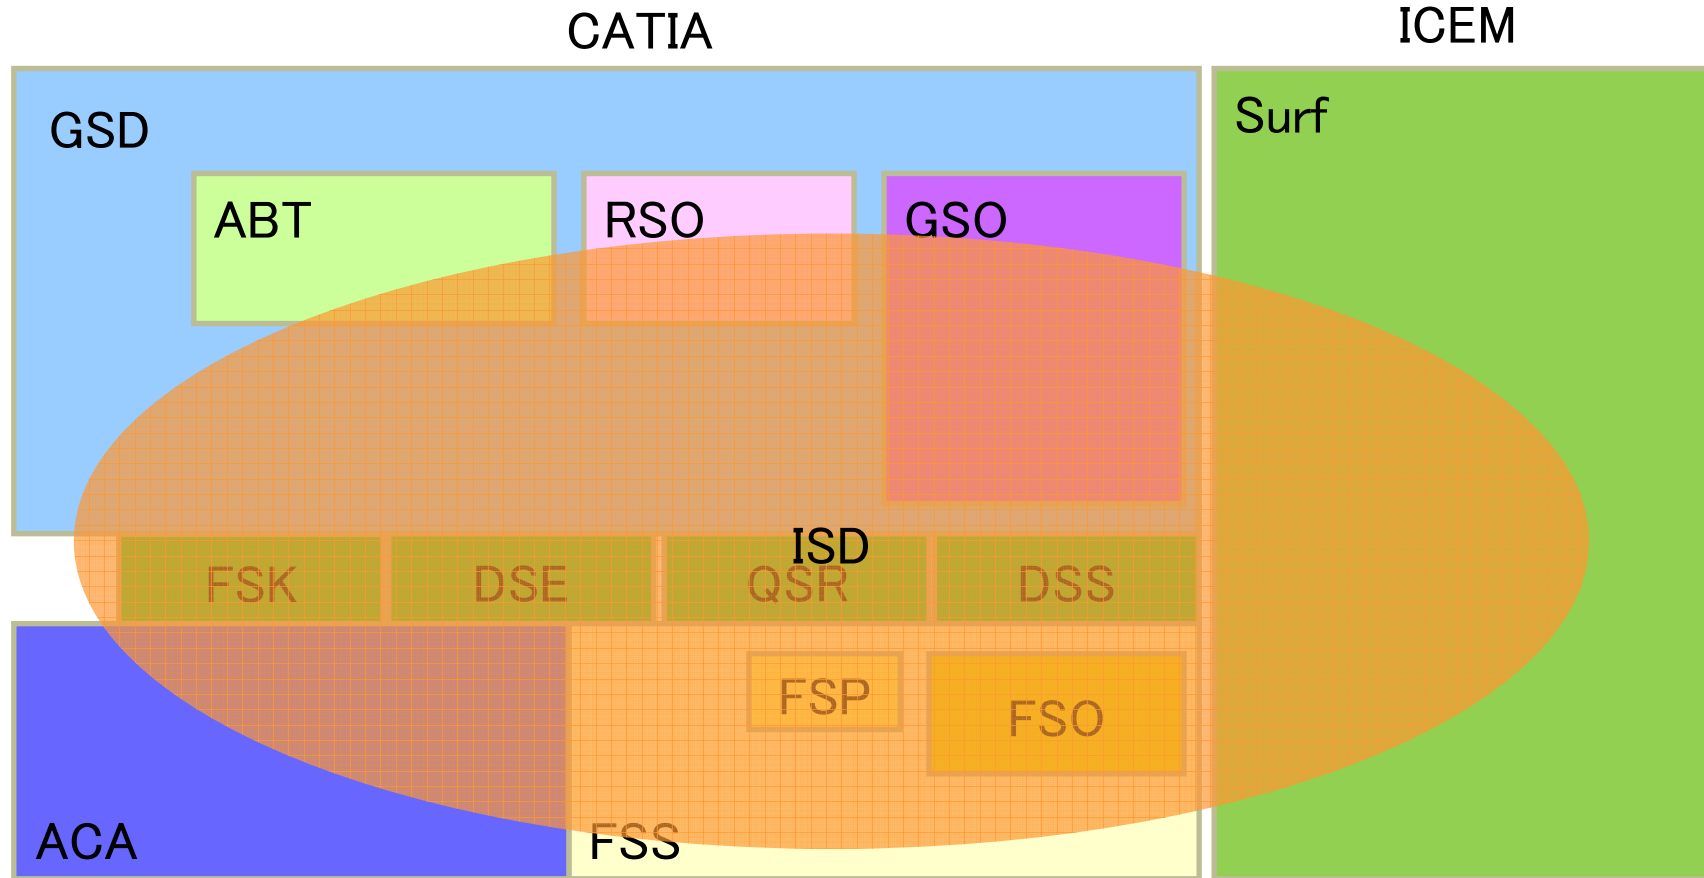 CATIA
ICEM
GSD
Surf
ABT
RSO
GSO
ISD
FSK
DSE
QSR
DSS
FSP
FSO
ACA
FSS